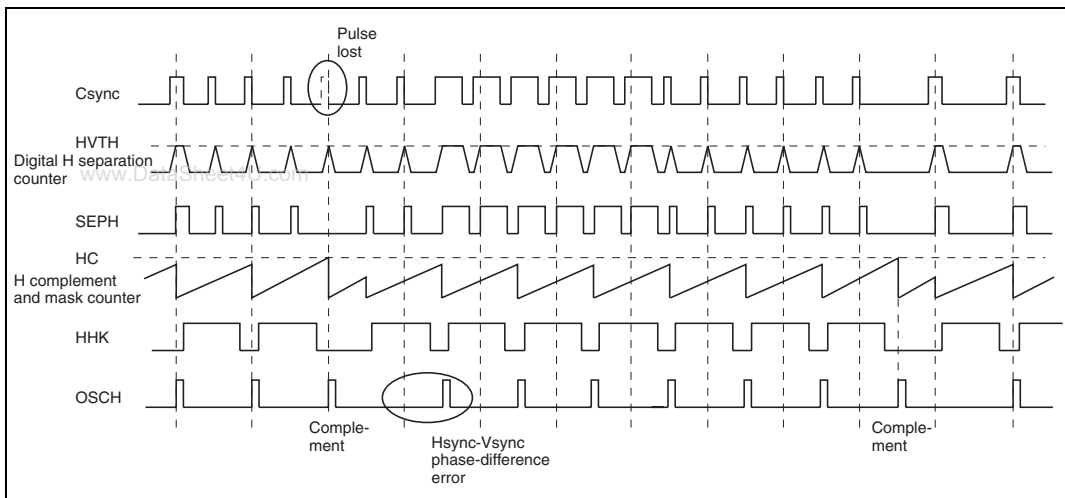 Pulse
lost
Csync
HVTH
Digital H separation
counter
www.DataSheet4U.com
SEPH
HC
H complement
and mask counter
HHK
OSCH
Comple-
ment
Hsync-Vsync
phase-difference
error
Comple-
ment